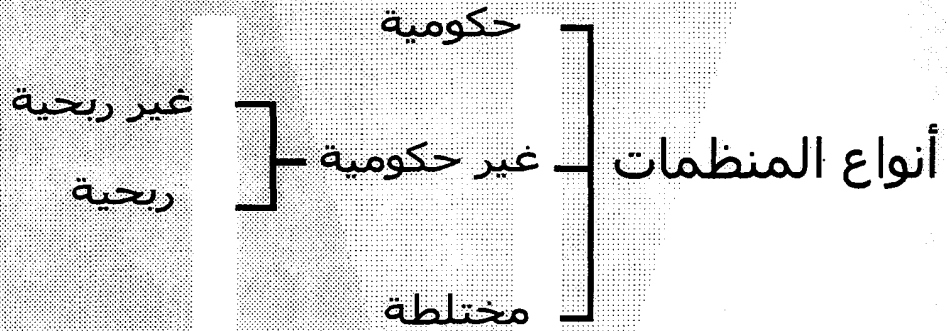 أنواع المنظمات
حكومية
غير حكومية
غير ربحية
ربحية
مختلطة